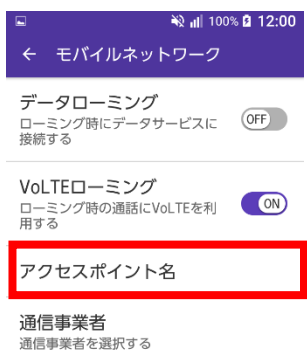 100% 12:00
← モバイルネットワーク
データローミング
ローミング時にデータサービスに
接続する
OFF
VoLTEローミング
ローミング時の通話にVoLTEを利
用する
ON
アクセスポイント名
通信事業者
通信事業者を選択する